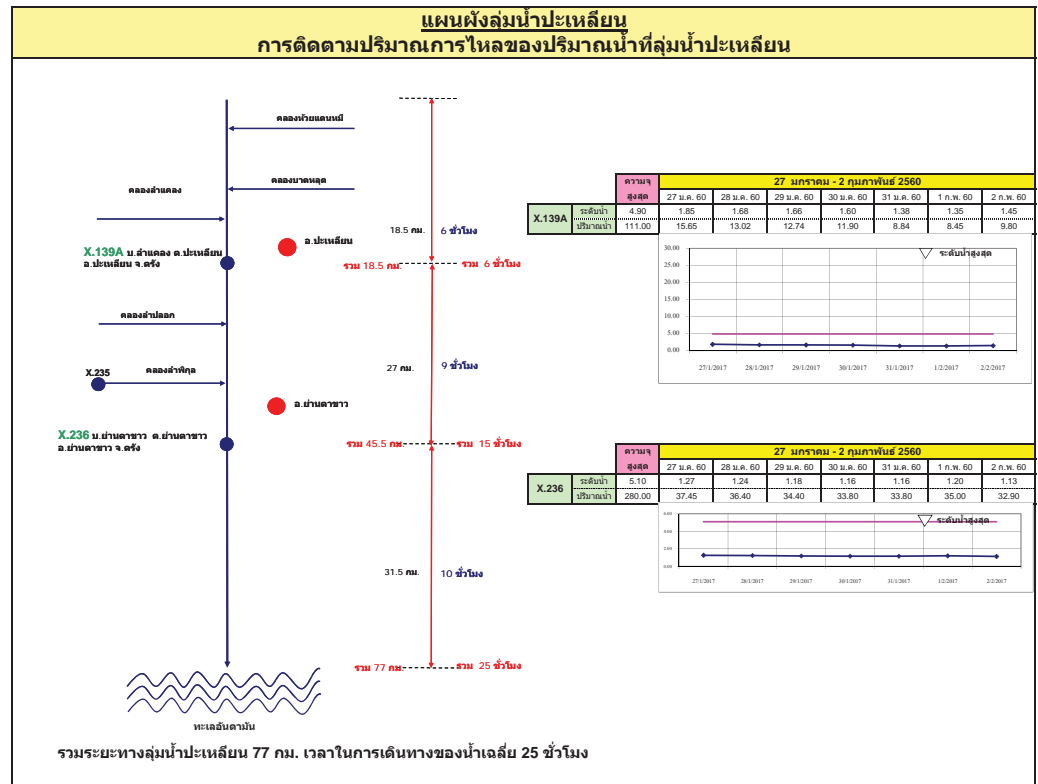 แผนผังลุ่มน้ำปะเหลียน
การติดตามปริมาณการไหลของปริมาณน้ำที่ลุ่มน้ำปะเหลียน
คลองห้วยแดนหมี
คลองบาตหลุด
คลองลำแคลง
18.5 กม. 6 ชั่วโมง
อ.ปะเหลียน
X.139A บ.ลำแคลง ต.ปะเหลียน
อ.ปะเหลียน จ.ตรัง
รวม 18.5 กม. รวม 6 ชั่วโมง
คลองลำปลอก
27 กม. 9 ชั่วโมง
X.235 คลองลำพิกุล
อ.ย่านตาขาว
X.236 บ.ย่านตาขาว ต.ย่านตาขาว
อ.ย่านตาขาว จ.ตรัง
รวม 45.5 กม. รวม 15 ชั่วโมง
31.5 กม. 10 ชั่วโมง
รวม 77 กม. รวม 25 ชั่วโมง
ทะเลอันดามัน
รวมระยะทางลุ่มน้ำปะเหลียน 77 กม. เวลาในการเดินทางของน้ำเฉลี่ย 25 ชั่วโมง
ความจุ 27 มกราคม - 2 กุมภาพันธ์ 2560
สูงสุด 27 ม.ค. 60 28 ม.ค. 60 29 ม.ค. 60 30 ม.ค. 60 31 ม.ค. 60 1 ก.พ. 60 2 ก.พ. 60
X.139A ระดับน้ำ 4.90 1.85 1.68 1.66 1.60 1.38 1.35 1.45
ปริมาณน้ำ 111.00 15.65 13.02 12.74 11.90 8.84 8.45 9.80
30.00
25.00
20.00
15.00
10.00
5.00
0.00
ระดับน้ำสูงสุด
27/1/2017 28/1/2017 29/1/2017 30/1/2017 31/1/2017 1/2/2017 2/2/2017
ความจุ 27 มกราคม - 2 กุมภาพันธ์ 2560
สูงสุด 27 ม.ค. 60 28 ม.ค. 60 29 ม.ค. 60 30 ม.ค. 60 31 ม.ค. 60 1 ก.พ. 60 2 ก.พ. 60
X.236 ระดับน้ำ 5.10 1.27 1.24 1.18 1.16 1.16 1.20 1.13
ปริมาณน้ำ 280.00 37.45 36.40 34.40 33.80 33.80 35.00 32.90
6.00
4.00
2.00
0.00
ระดับน้ำสูงสุด
27/1/2017 28/1/2017 29/1/2017 30/1/2017 31/1/2017 1/2/2017 2/2/2017